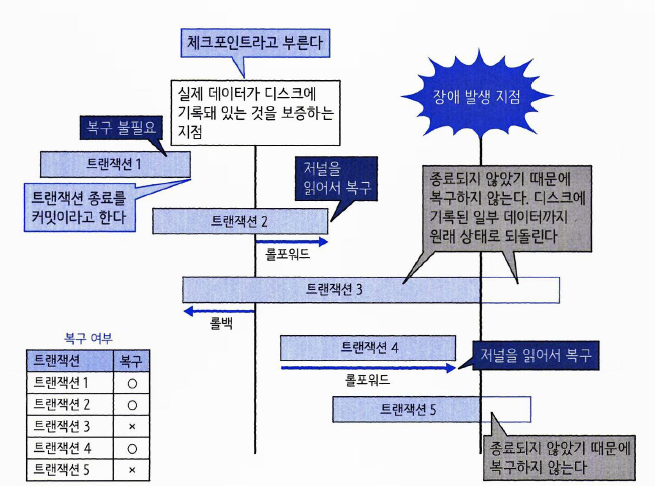 체크포인트라고 부른다
실제 데이터가 디스크에
기록돼 있는 것을 보증하는
지점
장애 발생 지점
복구 불필요
트랜잭션 1
트랜잭션 종료를
커밋이라고 한다
저널을
읽어서 복구
트랜잭션 2
롤포워드
종료되지 않았기 때문에
복구하지 않는다. 디스크에
기록된 일부 데이터까지
원래 상태로 되돌린다
트랜잭션 3
롤백
트랜잭션 4
롤포워드
저널을 읽어서 복구
트랜잭션 5
종료되지 않았기 때문에
복구하지 않는다
복구 여부
트랜잭션 복구
트랜잭션 1 ○
트랜잭션 2 ○
트랜잭션 3 ×
트랜잭션 4 ○
트랜잭션 5 ×